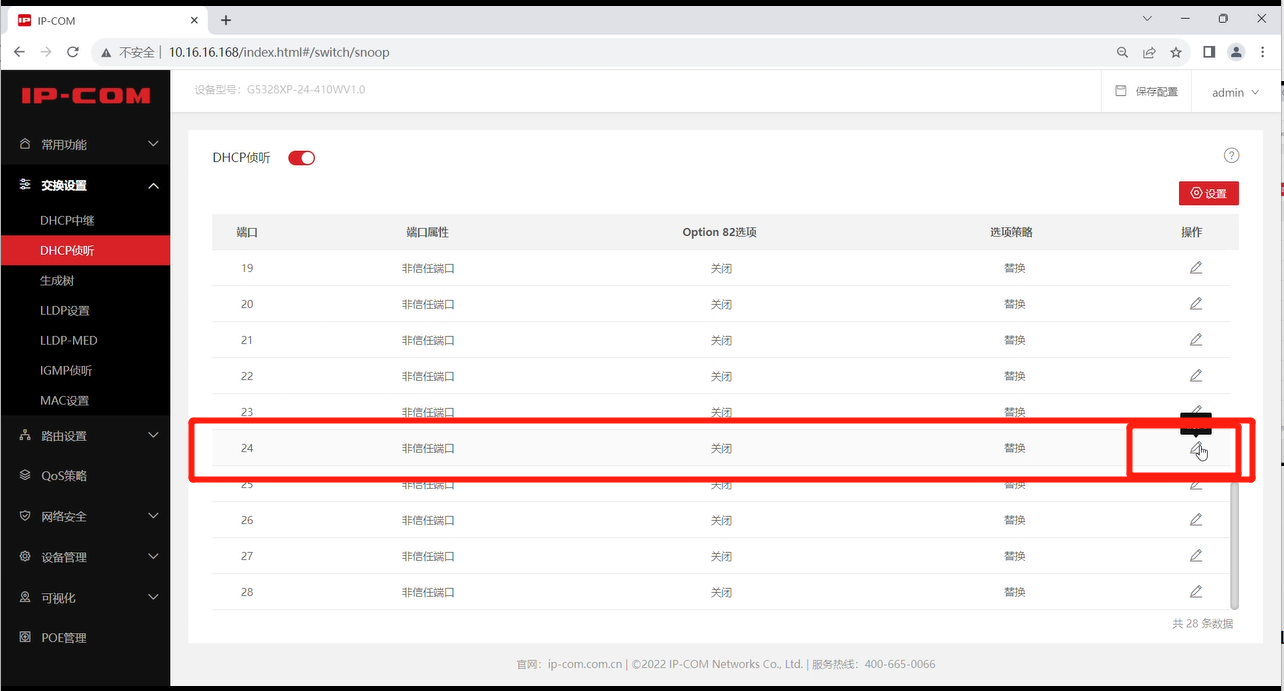 IP-COM
不安全 | 10.16.16.168/index.html#/switch/snoop
IP-COM
设备型号：G5328XP-24-410WV1.0
保存配置
admin
常用功能
交换设置
DHCP中继
DHCP侦听
生成树
LLDP设置
LLDP-MED
IGMP侦听
MAC设置
路由设置
QoS策略
网络安全
设备管理
可视化
POE管理
DHCP侦听
设置
端口 端口属性 Option 82选项 选项策略 操作
19 非信任端口 关闭 替换
20 非信任端口 关闭 替换
21 非信任端口 关闭 替换
22 非信任端口 关闭 替换
23 非信任端口 关闭 替换
24 非信任端口 关闭 替换
25 非信任端口 关闭 替换
26 非信任端口 关闭 替换
27 非信任端口 关闭 替换
28 非信任端口 关闭 替换
共 28 条数据
官网：ip-com.com.cn | ©2022 IP-COM Networks Co., Ltd. | 服务热线：400-665-0066